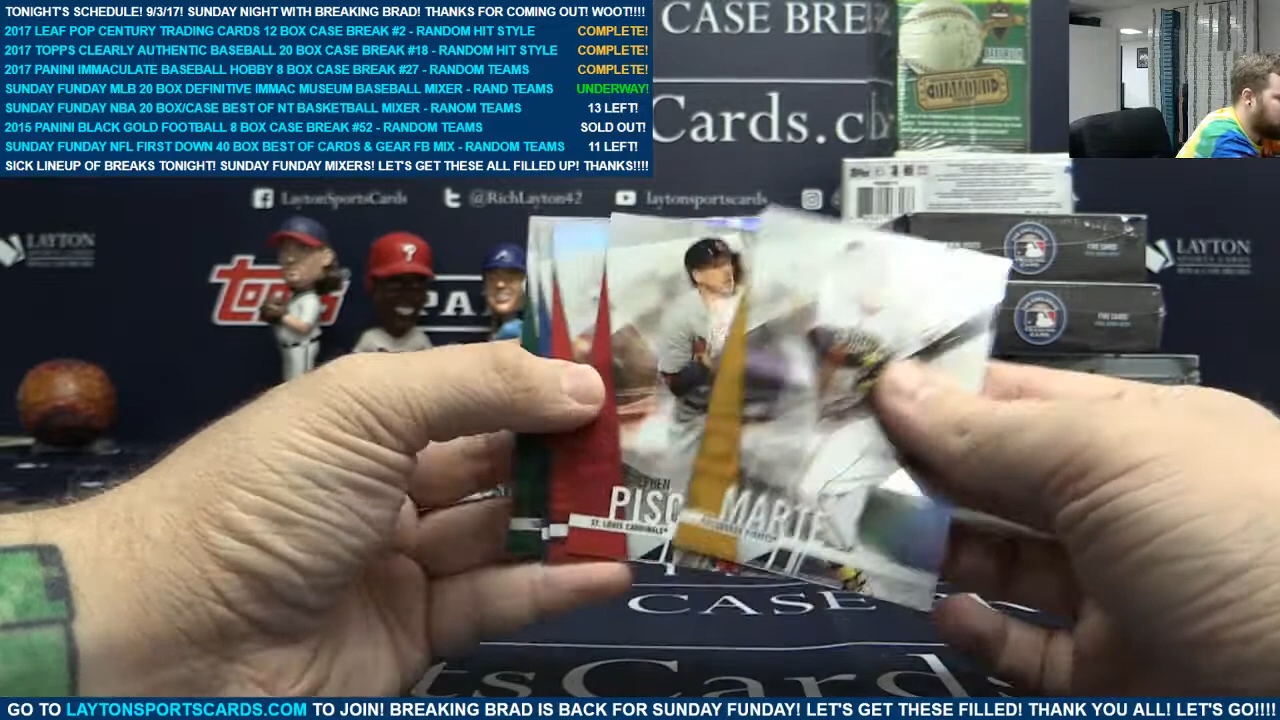 TONIGHT'S SCHEDULE! 9/3/17! SUNDAY NIGHT WITH BREAKING BRAD! THANKS FOR COMING OUT! WOOT!!!!
2017 LEAF POP CENTURY TRADING CARDS 12 BOX CASE BREAK #2 - RANDOM HIT STYLE COMPLETE!
2017 TOPPS CLEARLY AUTHENTIC BASEBALL 20 BOX CASE BREAK #18 - RANDOM HIT STYLE COMPLETE!
2017 PANINI IMMACULATE BASEBALL HOBBY 8 BOX CASE BREAK #27 - RANDOM TEAMS COMPLETE!
SUNDAY FUNDAY MLB 20 BOX DEFINITIVE IMMAC MUSEUM BASEBALL MIXER - RAND TEAMS UNDERWAY!
SUNDAY FUNDAY NBA 20 BOX/CASE BEST OF NT BASKETBALL MIXER - RANOM TEAMS 13 LEFT!
2015 PANINI BLACK GOLD FOOTBALL 8 BOX CASE BREAK #52 - RANDOM TEAMS SOLD OUT!
SUNDAY FUNDAY NFL FIRST DOWN 40 BOX BEST OF CARDS & GEAR FB MIX - RANDOM TEAMS 11 LEFT!
SICK LINEUP OF BREAKS TONIGHT! SUNDAY FUNDAY MIXERS! LET'S GET THESE ALL FILLED UP! THANKS!!!!
CASE BRE
Cards.c
DIAMOND
LaytonSportsCards @RichLayton42 laytonsportscards
LAYTON
LAYTON
topps
PA
FIVE CARDS
FIVE CARDS
PISC
ST. LOUIS CARDINALS
MARTE
CASE
tsCards
GO TO LAYTONSPORTSCARDS.COM TO JOIN! BREAKING BRAD IS BACK FOR SUNDAY FUNDAY! LET'S GET THESE FILLED! THANK YOU ALL! LET'S GO!!!!